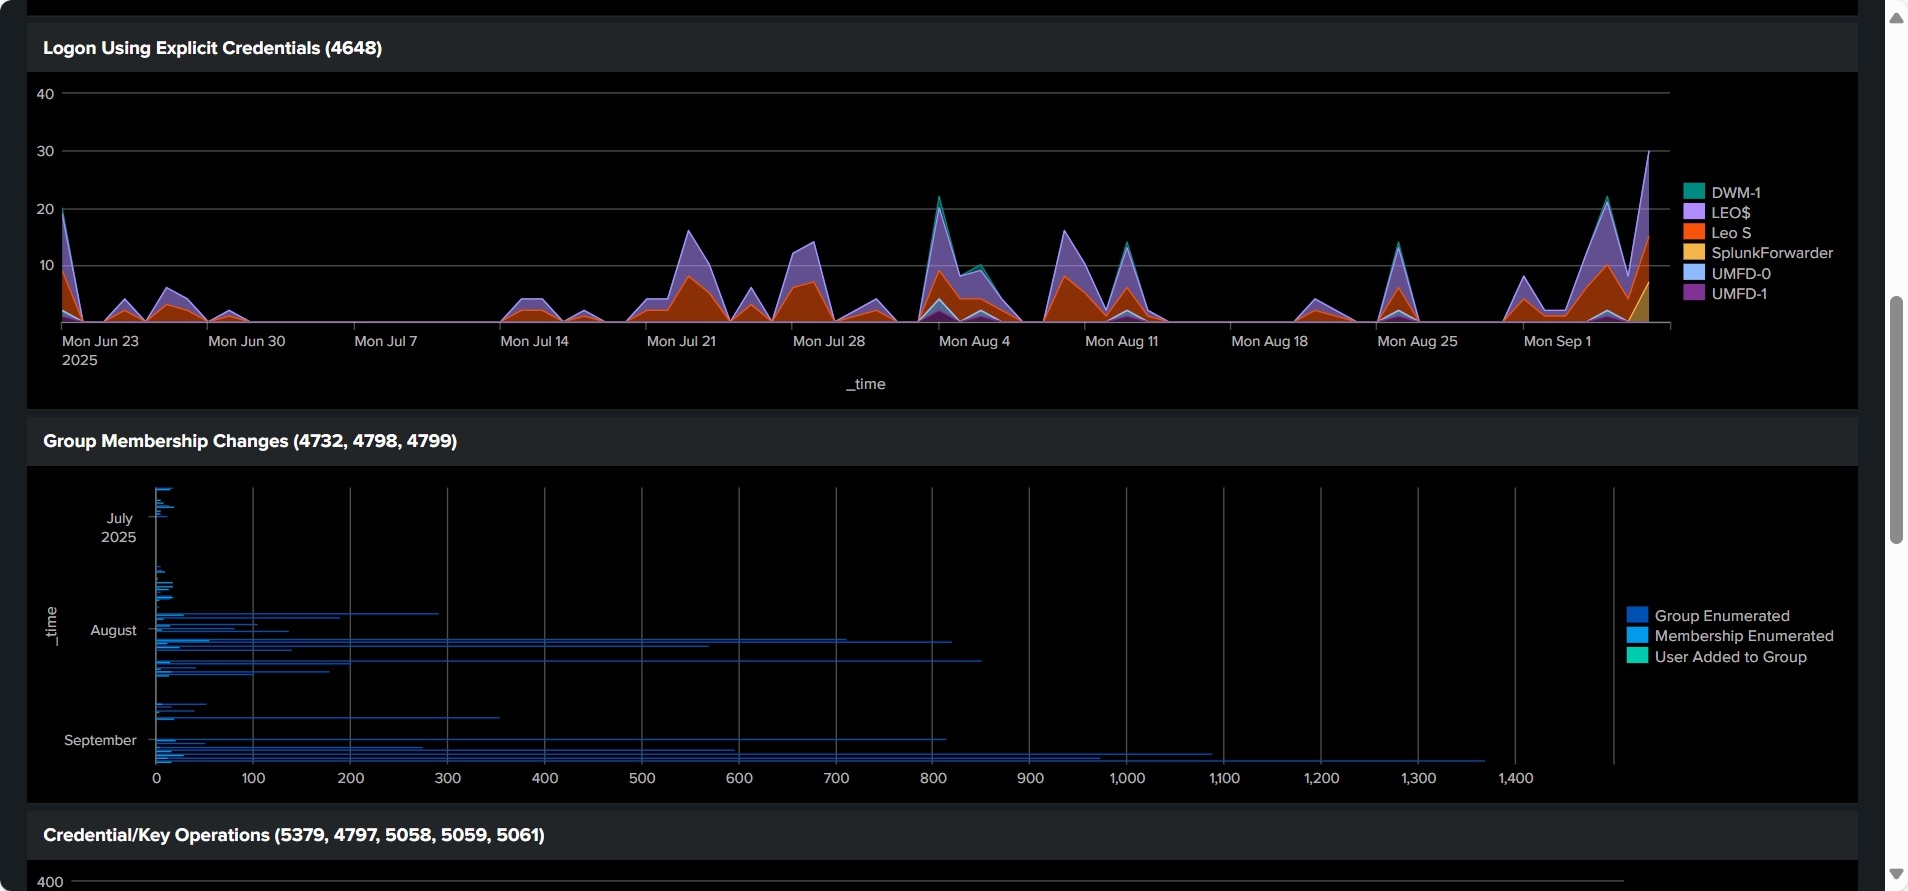 Logon Using Explicit Credentials (4648)
40
30
20
10
Mon Jun 23
2025
Mon Jun 30
Mon Jul 7
Mon Jul 14
Mon Jul 21
Mon Jul 28
Mon Aug 4
Mon Aug 11
Mon Aug 18
Mon Aug 25
Mon Sep 1
_time
DWM-1
LEO$
Leo S
SplunkForwarder
UMFD-0
UMFD-1
Group Membership Changes (4732, 4798, 4799)
_time
July
2025
August
September
0
100
200
300
400
500
600
700
800
900
1,000
1,100
1,200
1,300
1,400
Group Enumerated
Membership Enumerated
User Added to Group
Credential/Key Operations (5379, 4797, 5058, 5059, 5061)
400